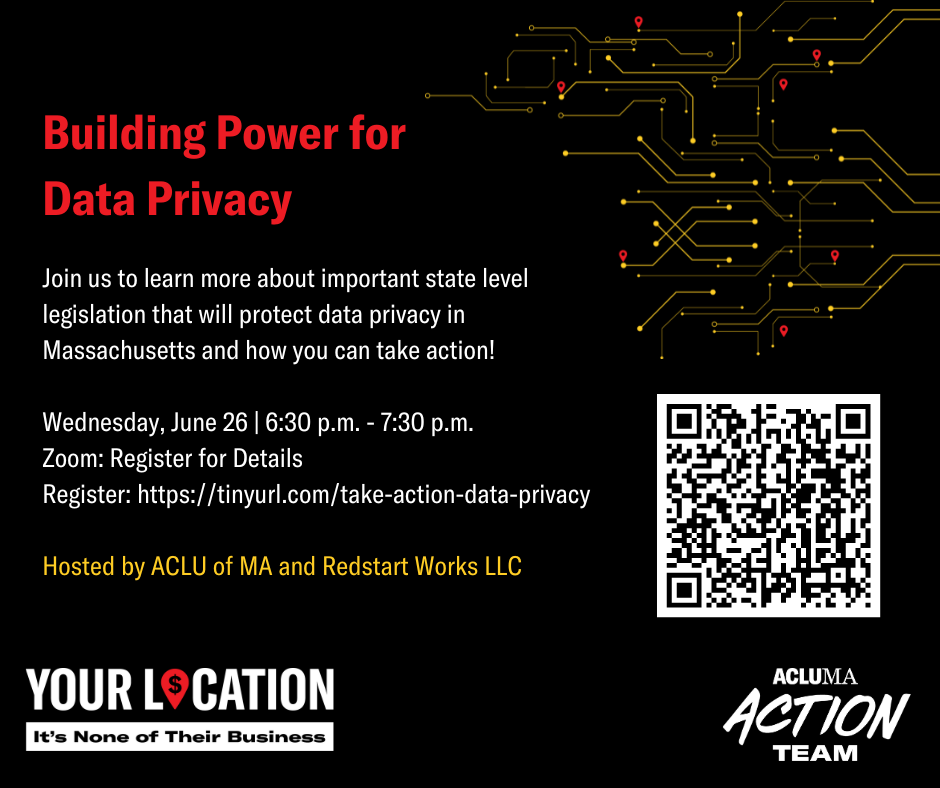 Building Power for
Data Privacy
Join us to learn more about important state level
legislation that will protect data privacy in
Massachusetts and how you can take action!
Wednesday, June 26 | 6:30 p.m. - 7:30 p.m.
Zoom: Register for Details
Register: https://tinyurl.com/take-action-data-privacy
Hosted by ACLU of MA and Redstart Works LLC
YOUR LOCATION
$
It's None of Their Business
ACLUMA
ACTION
TEAM